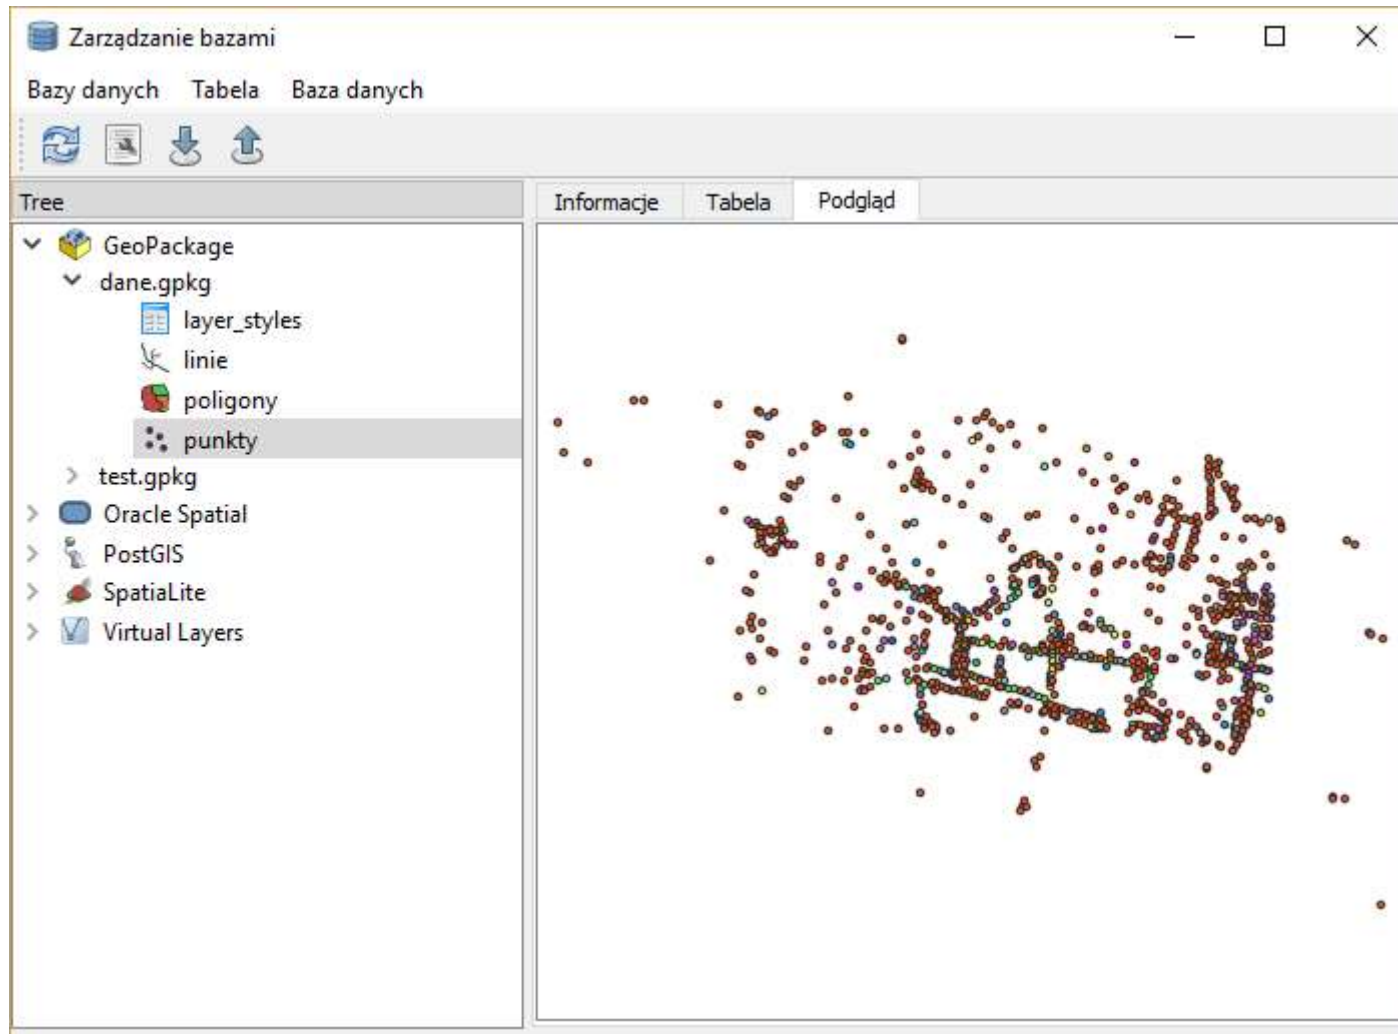 Zarządzanie bazami
Bazy danych Tabela Baza danych
Tree
Informacje Tabela Podgląd
GeoPackage
dane.gpkg
layer_styles
linie
poligony
punkty
test.gpkg
Oracle Spatial
PostGIS
SpatiaLite
Virtual Layers